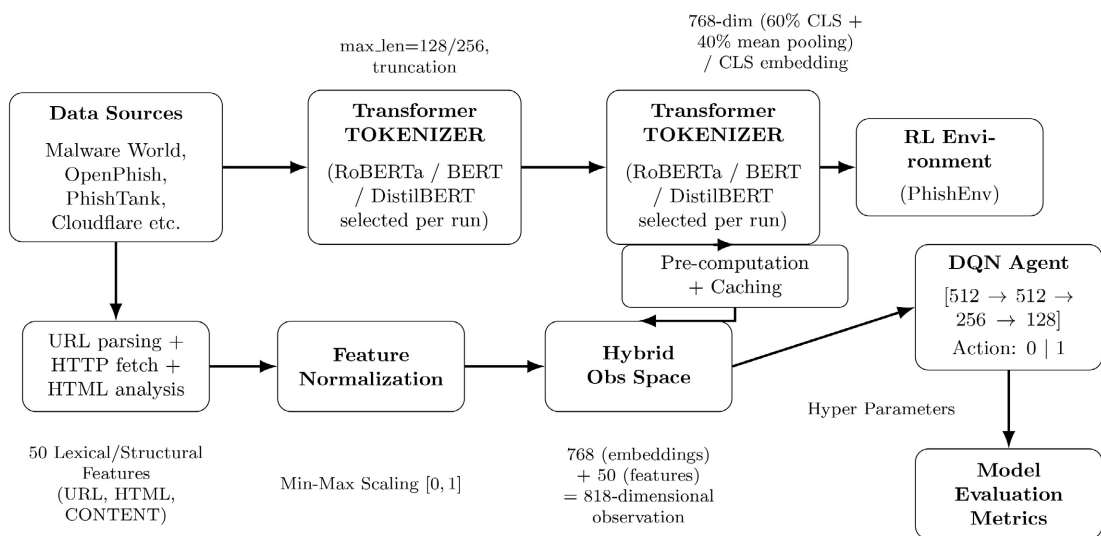 max_len=128/256,
truncation
768-dim (60% CLS +
40% mean pooling)
/ CLS embedding
Data Sources
Malware World,
OpenPhish,
PhishTank,
Cloudflare etc.
Transformer
TOKENIZER
(RoBERTa / BERT
/ DistilBERT
selected per run)
Transformer
TOKENIZER
(RoBERTa / BERT
/ DistilBERT
selected per run)
RL Envi-
ronment
(PhishEnv)
Pre-computation
+ Caching
DQN Agent
[512 → 512 →
256 → 128]
Action: 0 | 1
URL parsing +
HTTP fetch +
HTML analysis
Feature
Normalization
Hybrid
Obs Space
Hyper Parameters
50 Lexical/Structural
Features
(URL, HTML,
CONTENT)
Min-Max Scaling [0, 1]
768 (embeddings)
+ 50 (features)
= 818-dimensional
observation
Model
Evaluation
Metrics